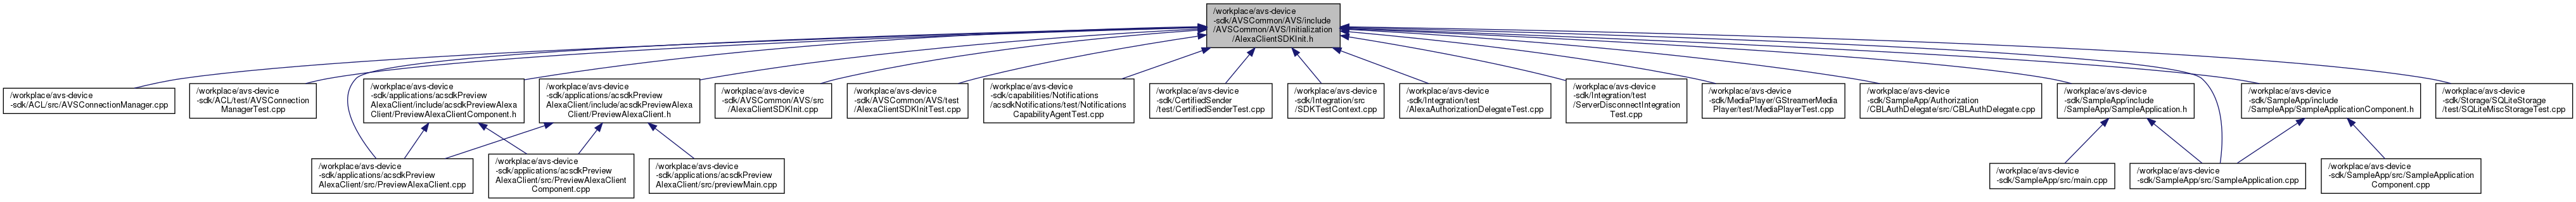 /workplace/avs-device
-sdk/AVSCommon/AVS/include
/AVSCommon/AVS/Initialization
/AlexaClientSDKInit.h
/workplace/avs-device
-sdk/ACL/src/AVSConnectionManager.cpp
/workplace/avs-device
-sdk/ACL/test/AVSConnection
ManagerTest.cpp
/workplace/avs-device
-sdk/applications/acsdkPreview
AlexaClient/include/acsdkPreviewAlexa
Client/PreviewAlexaClientComponent.h
/workplace/avs-device
-sdk/applications/acsdkPreview
AlexaClient/include/acsdkPreviewAlexa
Client/PreviewAlexaClient.h
/workplace/avs-device
-sdk/AVSCommon/AVS/src
/AlexaClientSDKInit.cpp
/workplace/avs-device
-sdk/AVSCommon/AVS/test
/AlexaClientSDKInitTest.cpp
/workplace/avs-device
-sdk/capabilities/Notifications
/acsdkNotifications/test/Notifications
CapabilityAgentTest.cpp
/workplace/avs-device
-sdk/CertifiedSender
/test/CertifiedSenderTest.cpp
/workplace/avs-device
-sdk/Integration/src
/SDKTestContext.cpp
/workplace/avs-device
-sdk/Integration/test
/AlexaAuthorizationDelegateTest.cpp
/workplace/avs-device
-sdk/Integration/test
/ServerDisconnectIntegration
Test.cpp
/workplace/avs-device
-sdk/MediaPlayer/GStreamerMedia
Player/test/MediaPlayerTest.cpp
/workplace/avs-device
-sdk/SampleApp/Authorization
/CBLAuthDelegate/src/CBLAuthDelegate.cpp
/workplace/avs-device
-sdk/SampleApp/include
/SampleApp/SampleApplication.h
/workplace/avs-device
-sdk/SampleApp/include
/SampleApp/SampleApplicationComponent.h
/workplace/avs-device
-sdk/Storage/SQLiteStorage
/test/SQLiteMiscStorageTest.cpp
/workplace/avs-device
-sdk/applications/acsdkPreview
AlexaClient/src/PreviewAlexaClient.cpp
/workplace/avs-device
-sdk/applications/acsdkPreview
AlexaClient/src/PreviewAlexaClient
Component.cpp
/workplace/avs-device
-sdk/applications/acsdkPreview
AlexaClient/src/previewMain.cpp
/workplace/avs-device
-sdk/SampleApp/src/main.cpp
/workplace/avs-device
-sdk/SampleApp/src/SampleApplication.cpp
/workplace/avs-device
-sdk/SampleApp/src/SampleApplication
Component.cpp